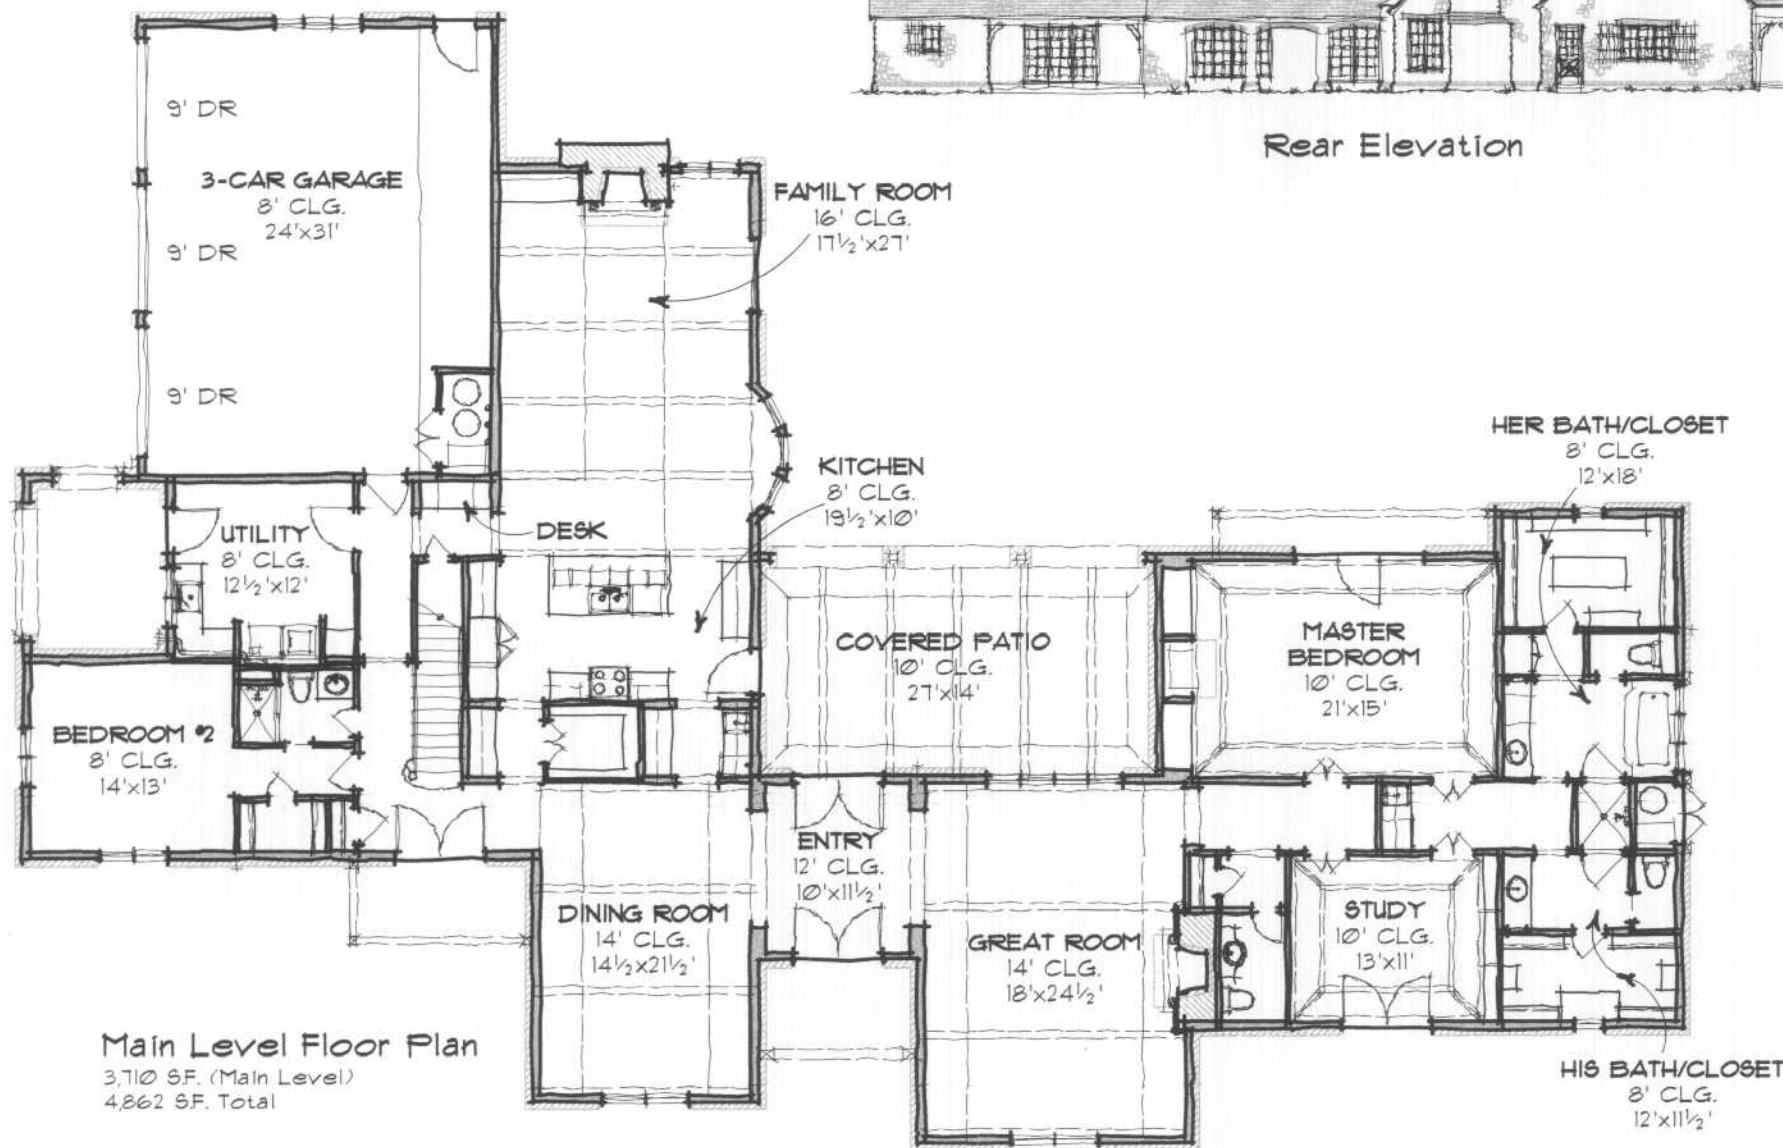 Rear Elevation
9' DR
3-CAR GARAGE
8' CLG.
24'x31'
9' DR
9' DR
FAMILY ROOM
16' CLG.
17½'x27'
KITCHEN
8' CLG.
19½'x10'
DESK
UTILITY
8' CLG.
12½'x12'
HER BATH/CLOSET
8' CLG.
12'x18'
COVERED PATIO
10' CLG.
27'x14'
MASTER
BEDROOM
10' CLG.
21'x15'
BEDROOM #2
8' CLG.
14'x13'
ENTRY
12' CLG.
10'x11½'
DINING ROOM
14' CLG.
14½'x21½'
GREAT ROOM
14' CLG.
18'x24½'
STUDY
10' CLG.
13'x11'
HIS BATH/CLOSET
8' CLG.
12'x11½'
Main Level Floor Plan
3,710 S.F. (Main Level)
4,862 S.F. Total